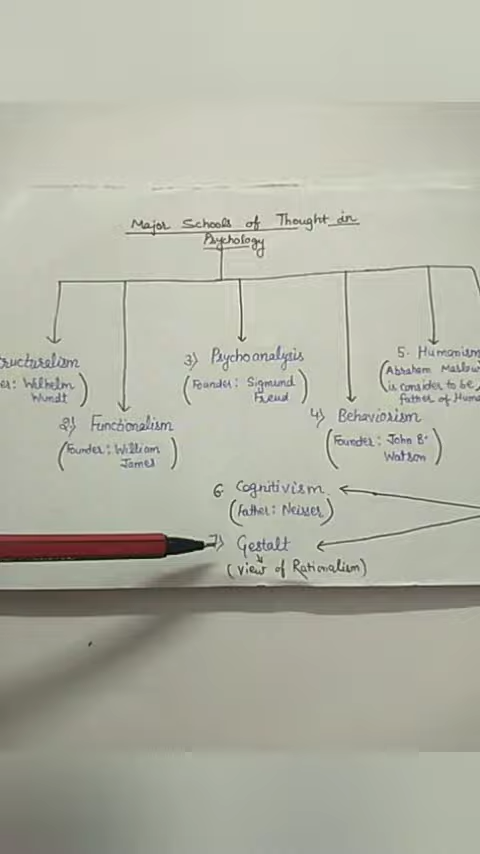 Major Schools of Thought in
Psychology
tructuralism
er: Wilhelm
Wundt)
2) Functionalism
(Founder: William
James)
3) Psychoanalysis
(Founder: Sigmund
Freud)
4) Behaviorism
(Founder: John B.
Watson)
5. Humanism
(Abraham Maslow
is consider to be
father of Huma
6. Cognitivism
(Father: Neisser)
7) Gestalt
(view of Rationalism)